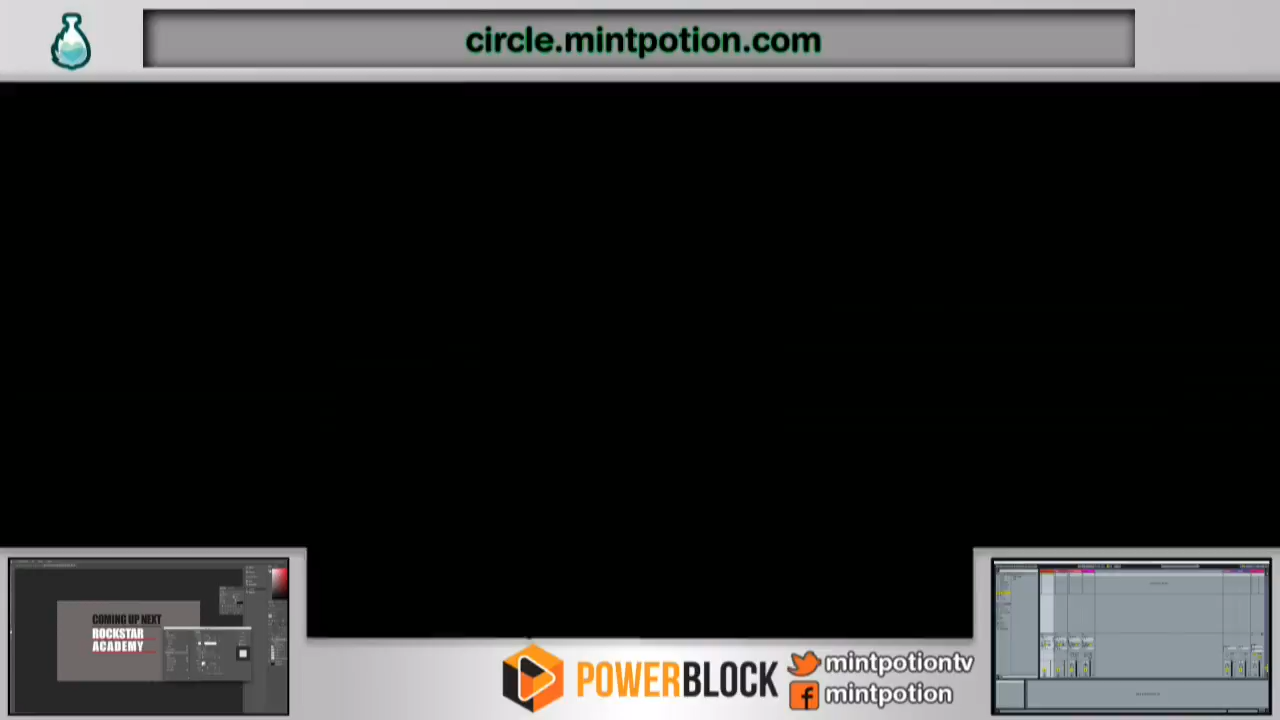 circle.mintpotion.com
COMING UP NEXT
ROCKSTAR
ACADEMY
POWERBLOCK
mintpotiontv
mintpotion